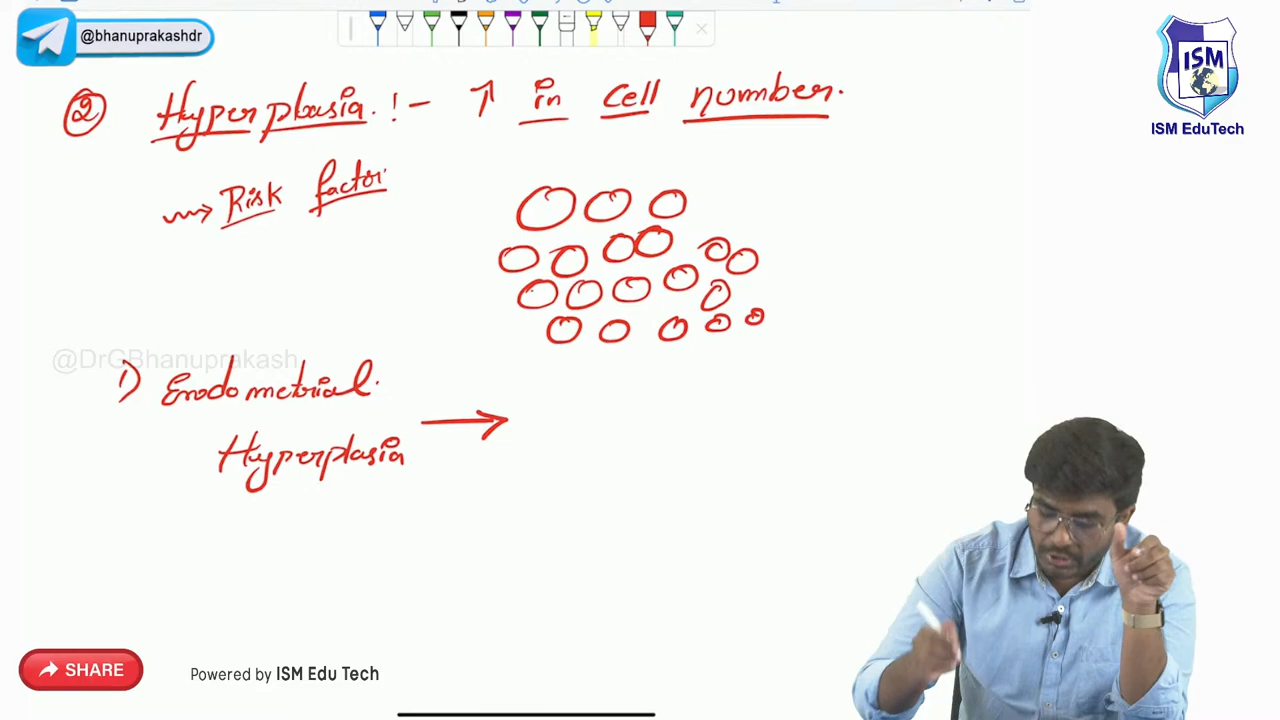 @bhanuprakashdr
ISM
ISM EduTech
② Hyperplasia :- ↑ in cell number.
⇝ Risk factor.
@DrGBhanuprakash
1) Endometrial.
Hyperplasia →
SHARE
Powered by ISM Edu Tech